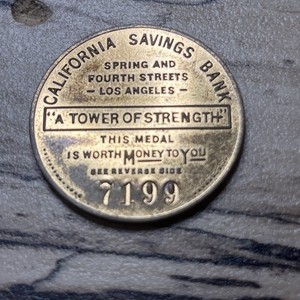 CALIFORNIA SAVINGS BANK
SPRING AND
FOURTH STREETS
- LOS ANGELES -
"A TOWER OF STRENGTH"
THIS MEDAL
IS WORTH MONEY TO YOU
SEE REVERSE SIDE
7199